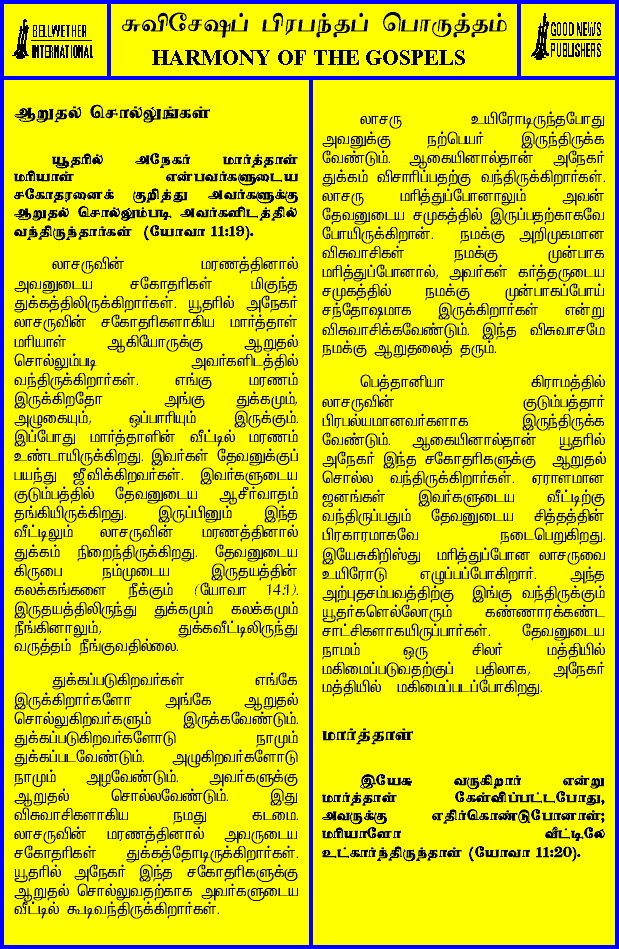 BELLWETHER
INTERNATIONAL
சுவிசேஷப் பிரபந்தப் பொருத்தம்
HARMONY OF THE GOSPELS
GOOD NEWS
PUBLISHERS
ஆறுதல் சொல்லுங்கள்
யூதரில் அநேகர் மார்த்தாள்
மரியாள் என்பவர்களுடைய
சகோதரனைக் குறித்து அவர்களுக்கு
ஆறுதல் சொல்லும்படி அவர்களிடத்தில்
வந்திருந்தார்கள் (யோவா 11:19).
லாசருவின் மரணத்தினால்
அவனுடைய சகோதரிகள் மிகுந்த
துக்கத்திலிருக்கிறார்கள். யூதரில் அநேகர்
லாசருவின் சகோதரிகளாகிய மார்த்தாள்
மரியாள் ஆகியோருக்கு ஆறுதல்
சொல்லும்படி அவர்களிடத்தில்
வந்திருக்கிறார்கள். எங்கு மரணம்
இருக்கிறதோ அங்கு துக்கமும்,
அழுகையும், ஒப்பாரியும் இருக்கும்.
இப்போது மார்த்தாளின் வீட்டில் மரணம்
உண்டாயிருக்கிறது. இவர்கள் தேவனுக்குப்
பயந்து ஜீவிக்கிறவர்கள். இவர்களுடைய
குடும்பத்தில் தேவனுடைய ஆசீர்வாதம்
தங்கியிருக்கிறது. இருப்பினும் இந்த
வீட்டிலும் லாசருவின் மரணத்தினால்
துக்கம் நிறைந்திருக்கிறது. தேவனுடைய
கிருபை நம்முடைய இருதயத்தின்
கலக்கங்களை நீக்கும் (யோவா 14:1).
இருதயத்திலிருந்து துக்கமும் கலக்கமும்
நீங்கினாலும், துக்கவீட்டிலிருந்து
வருத்தம் நீங்குவதில்லை.
துக்கப்படுகிறவர்கள் எங்கே
இருக்கிறார்களோ அங்கே ஆறுதல்
சொல்லுகிறவர்களும் இருக்கவேண்டும்.
துக்கப்படுகிறவர்களோடு நாமும்
துக்கப்படவேண்டும். அழுகிறவர்களோடு
நாமும் அழவேண்டும். அவர்களுக்கு
ஆறுதல் சொல்லவேண்டும். இது
விசுவாசிகளாகிய நமது கடமை.
லாசருவின் மரணத்தினால் அவருடைய
சகோதரிகள் துக்கத்தோடிருக்கிறார்கள்.
யூதரில் அநேகர் இந்த சகோதரிகளுக்கு
ஆறுதல் சொல்லுவதற்காக அவர்களுடைய
வீட்டில் கூடிவந்திருக்கிறார்கள்.
லாசரு உயிரோடிருந்தபோது
அவனுக்கு நற்பெயர் இருந்திருக்க
வேண்டும். ஆகையினால்தான் அநேகர்
துக்கம் விசாரிப்பதற்கு வந்திருக்கிறார்கள்.
லாசரு மரித்துப்போனாலும் அவன்
தேவனுடைய சமுகத்தில் இருப்பதற்காகவே
போயிருக்கிறான். நமக்கு அறிமுகமான
விசுவாசிகள் நமக்கு முன்பாக
மரித்துப்போனால், அவர்கள் கர்த்தருடைய
சமுகத்தில் நமக்கு முன்பாகப்போய்
சந்தோஷமாக இருக்கிறார்கள் என்று
விசுவாசிக்கவேண்டும். இந்த விசுவாசமே
நமக்கு ஆறுதலைத் தரும்.
பெத்தானியா கிராமத்தில்
லாசருவின் குடும்பத்தார்
பிரபல்யமானவர்களாக இருந்திருக்க
வேண்டும். ஆகையினால்தான் யூதரில்
அநேகர் இந்த சகோதரிகளுக்கு ஆறுதல்
சொல்ல வந்திருக்கிறார்கள். ஏராளமான
ஜனங்கள் இவர்களுடைய வீட்டிற்கு
வந்திருப்பதும் தேவனுடைய சித்தத்தின்
பிரகாரமாகவே நடைபெறுகிறது.
இயேசுகிறிஸ்து மரித்துப்போன லாசருவை
உயிரோடு எழுப்பப்போகிறார். அந்த
அற்புதசம்பவத்திற்கு இங்கு வந்திருக்கும்
யூதர்களெல்லோரும் கண்ணாரக்கண்ட
சாட்சிகளாகயிருப்பார்கள். தேவனுடைய
நாமம் ஒரு சிலர் மத்தியில்
மகிமைப்படுவதற்குப் பதிலாக, அநேகர்
மத்தியில் மகிமைப்படப்போகிறது.
மார்த்தாள்
இயேசு வருகிறார் என்று
மார்த்தாள் கேள்விப்பட்டபோது,
அவருக்கு எதிர்கொண்டுபோனாள்;
மரியாளோ வீட்டிலே
உட்கார்ந்திருந்தாள் (யோவா 11:20).